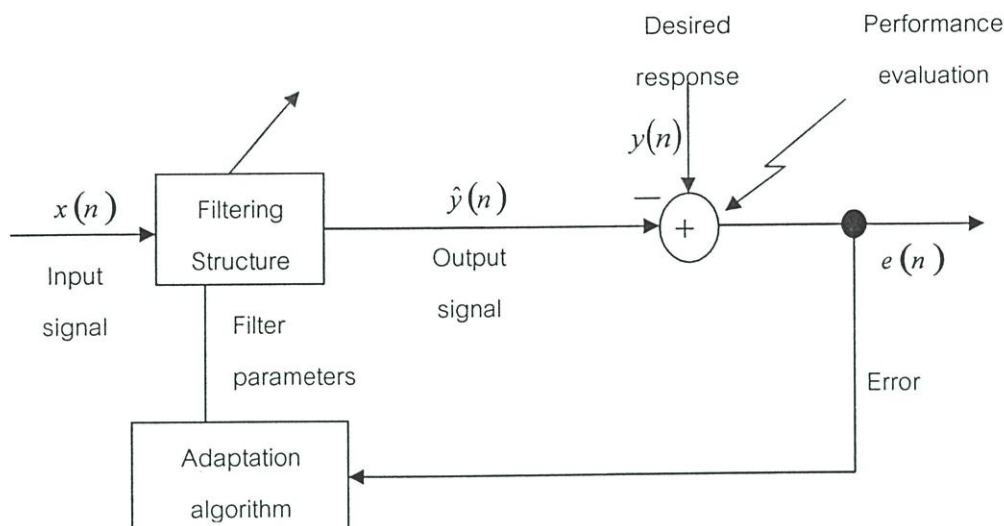 Desired
response
Performance
evaluation
y(n)
x(n)
Filtering
Structure
ŷ(n)
−
+
Input
signal
Output
signal
e(n)
Filter
parameters
Error
Adaptation
algorithm